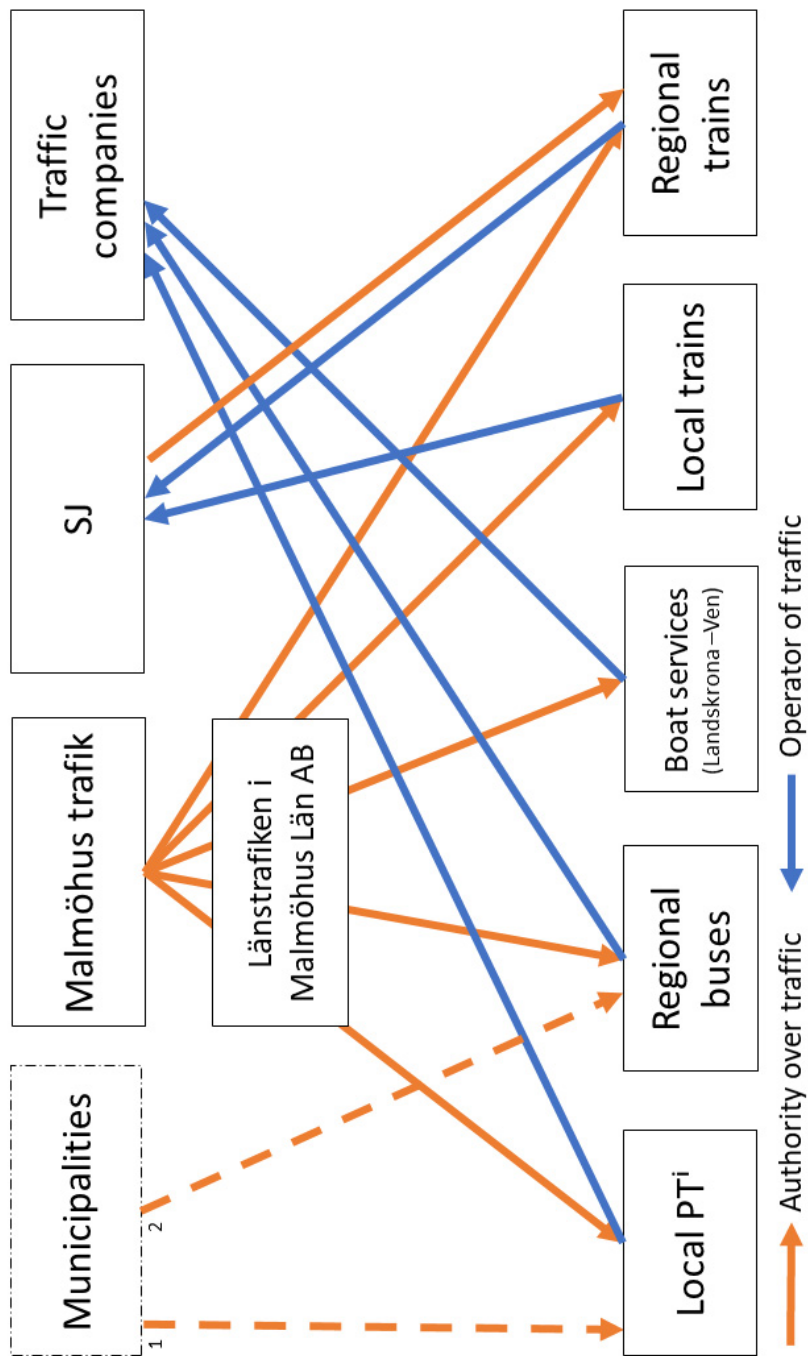 Municipalities
Malmöhus trafik
SJ
Traffic
companies
1
2
Länstrafiken i
Malmöhus Län AB
Local PTⁱ
Regional
buses
Boat services
(Landskrona –Ven)
Local trains
Regional
trains
Authority over traffic
Operator of traffic